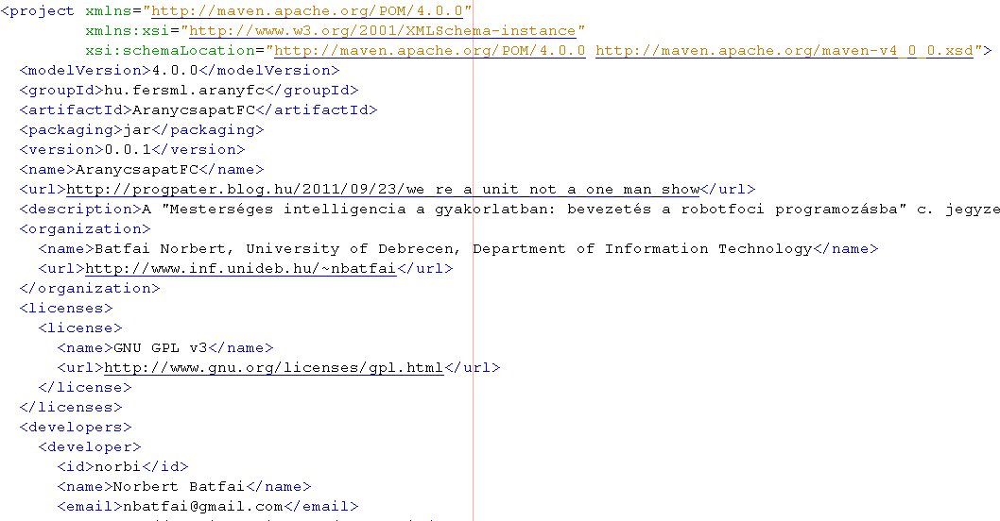 <project xmlns="http://maven.apache.org/POM/4.0.0"
xmlns:xsi="http://www.w3.org/2001/XMLSchema-instance"
xsi:schemaLocation="http://maven.apache.org/POM/4.0.0 http://maven.apache.org/maven-v4_0_0.xsd">
<modelVersion>4.0.0</modelVersion>
<groupId>hu.fersml.aranyfc</groupId>
<artifactId>AranycsapatFC</artifactId>
<packaging>jar</packaging>
<version>0.0.1</version>
<name>AranycsapatFC</name>
<url>http://progpater.blog.hu/2011/09/23/we_re_a_unit_not_a_one_man_show</url>
<description>A "Mesterséges intelligencia a gyakorlatban: bevezetés a robotfoci programozásba" c. jegyze
<organization>
<name>Batfai Norbert, University of Debrecen, Department of Information Technology</name>
<url>http://www.inf.unideb.hu/~nbatfai</url>
</organization>
<licenses>
<license>
<name>GNU GPL v3</name>
<url>http://www.gnu.org/licenses/gpl.html</url>
</license>
</licenses>
<developers>
<developer>
<id>norbi</id>
<name>Norbert Batfai</name>
<email>nbatfai@gmail.com</email>